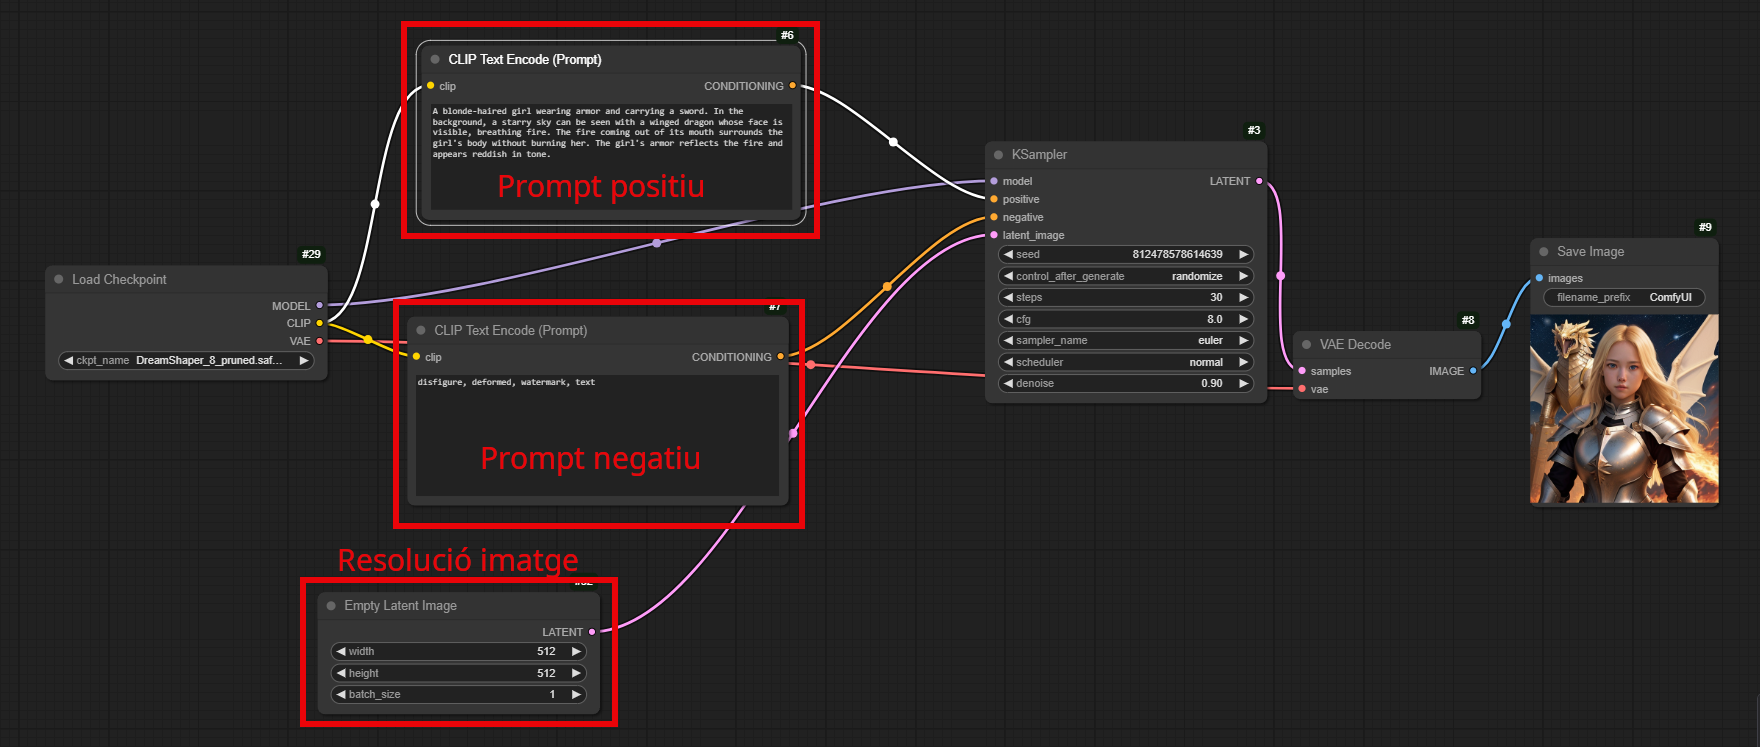 #6
CLIP Text Encode (Prompt)
clip
CONDITIONING
A blonde-haired girl wearing armor and carrying a sword. In the
background, a starry sky can be seen with a winged dragon whose face is
visible, breathing fire. The fire coming out of its mouth surrounds the
girl's body without burning her. The girl's armor reflects the fire and
appears reddish in tone.
Prompt positiu
#29
Load Checkpoint
MODEL
CLIP
VAE
ckpt_name DreamShaper_8_pruned.saf...
#7
CLIP Text Encode (Prompt)
clip
CONDITIONING
disfigure, deformed, watermark, text
Prompt negatiu
Resolució imatge
Empty Latent Image
LATENT
width 512
height 512
batch_size 1
#3
KSampler
model
LATENT
positive
negative
latent_image
seed 812478578614639
control_after_generate randomize
steps 30
cfg 8.0
sampler_name euler
scheduler normal
denoise 0.90
#8
VAE Decode
samples
IMAGE
vae
#9
Save Image
images
filename_prefix ComfyUI